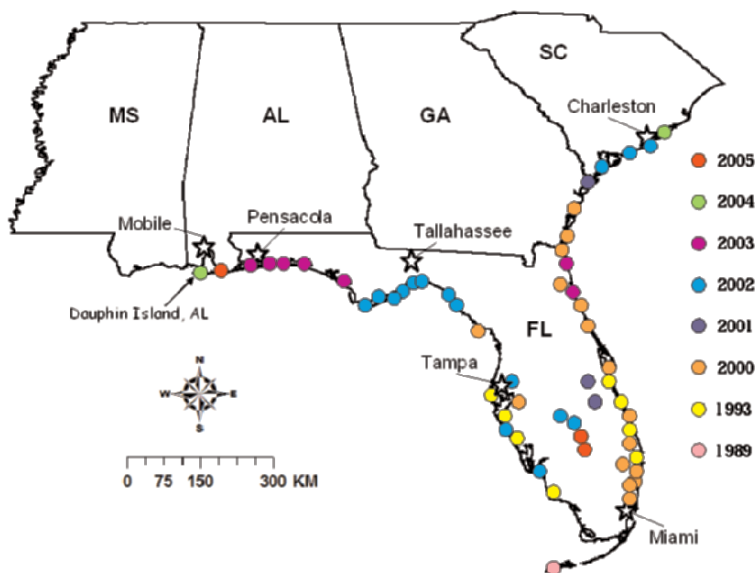 SC
Charleston
MS
AL
GA
2005
2004
2003
2002
2001
2000
1993
1989
Mobile
Pensacola
Tallahassee
Dauphin Island, AL
FL
Tampa
N
W
E
S
0 75 150 300 KM
Miami